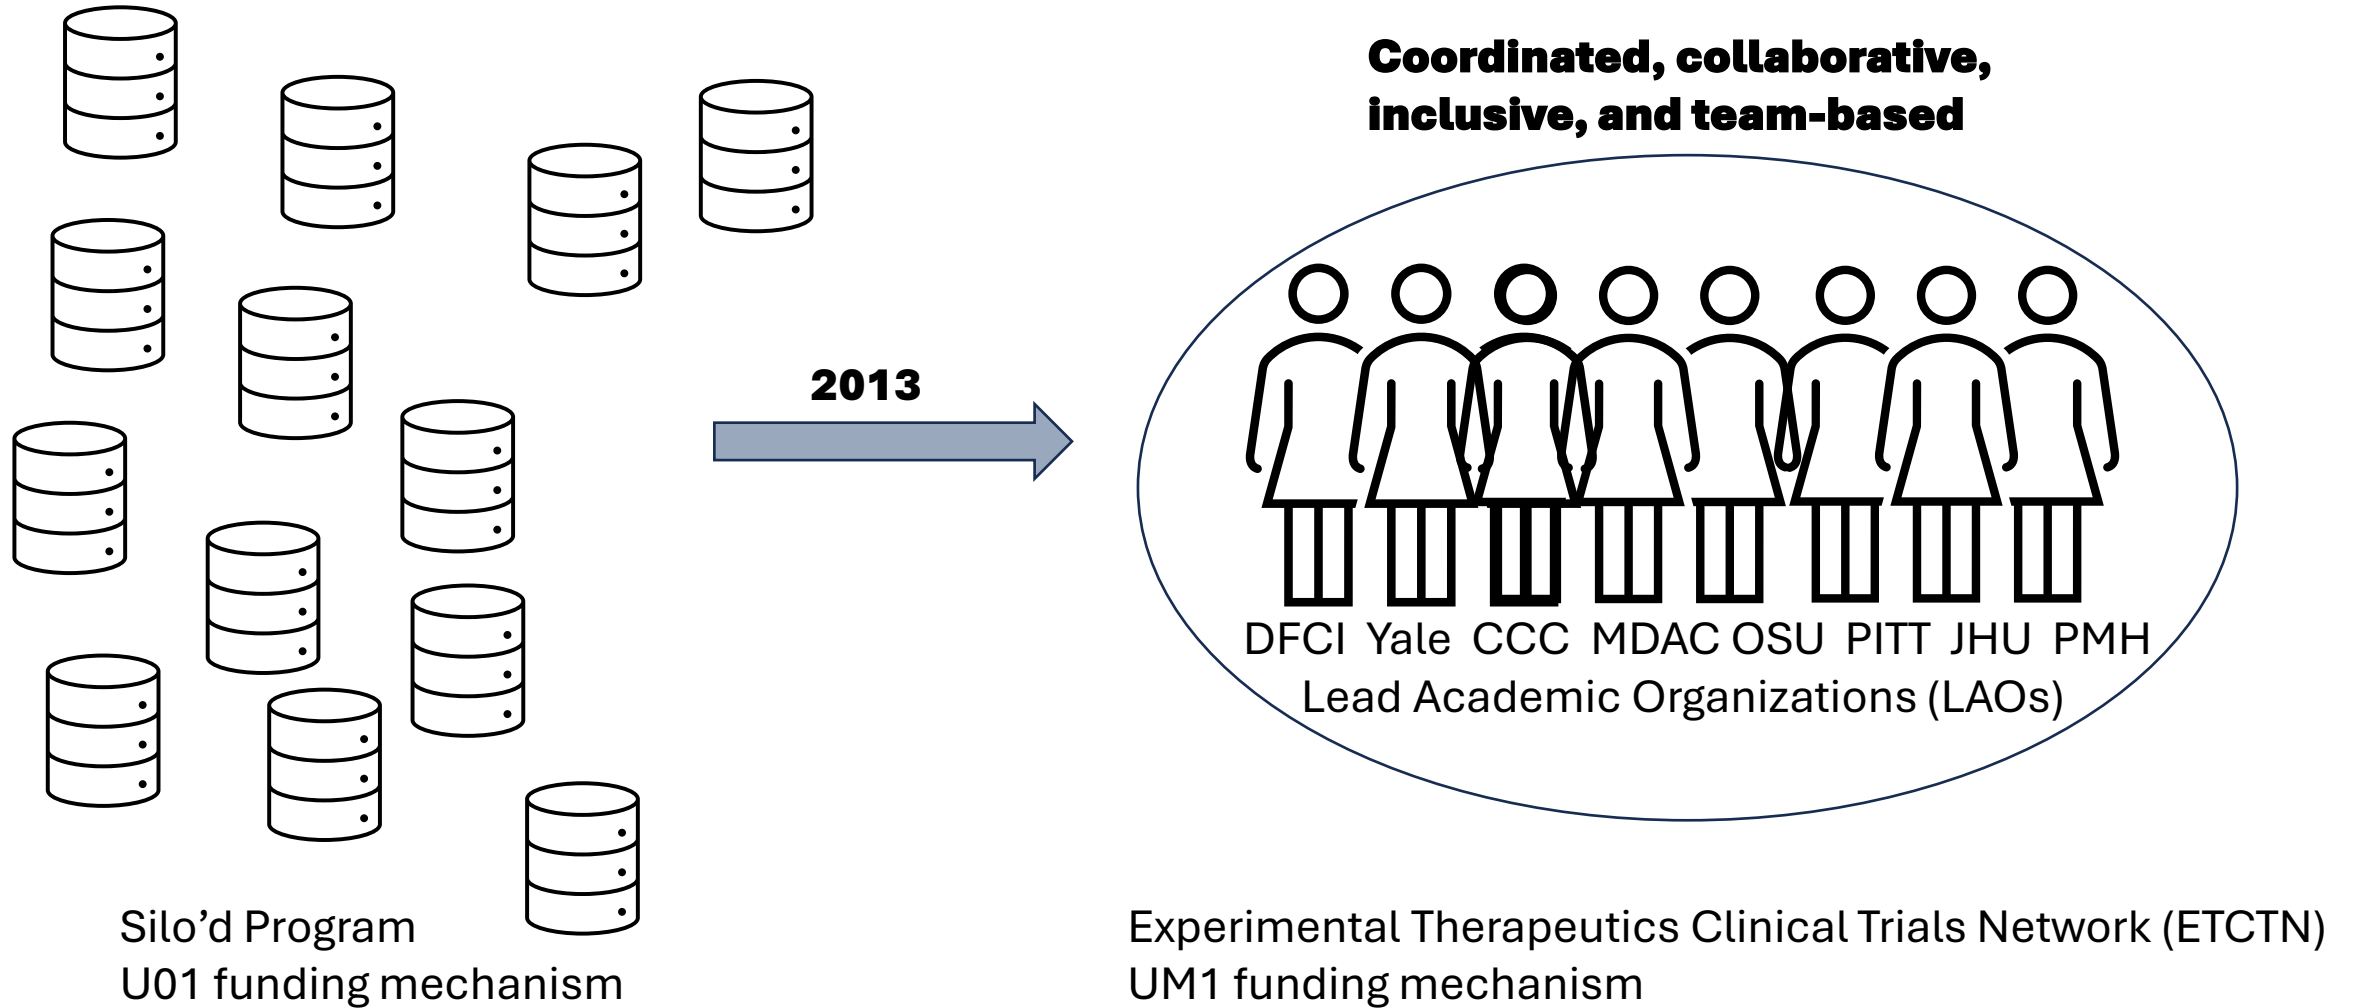 Coordinated, collaborative,
inclusive, and team-based
2013
DFCI Yale CCC MDAC OSU PITT JHU PMH
Lead Academic Organizations (LAOs)
Silo’d Program
U01 funding mechanism
Experimental Therapeutics Clinical Trials Network (ETCTN)
UM1 funding mechanism